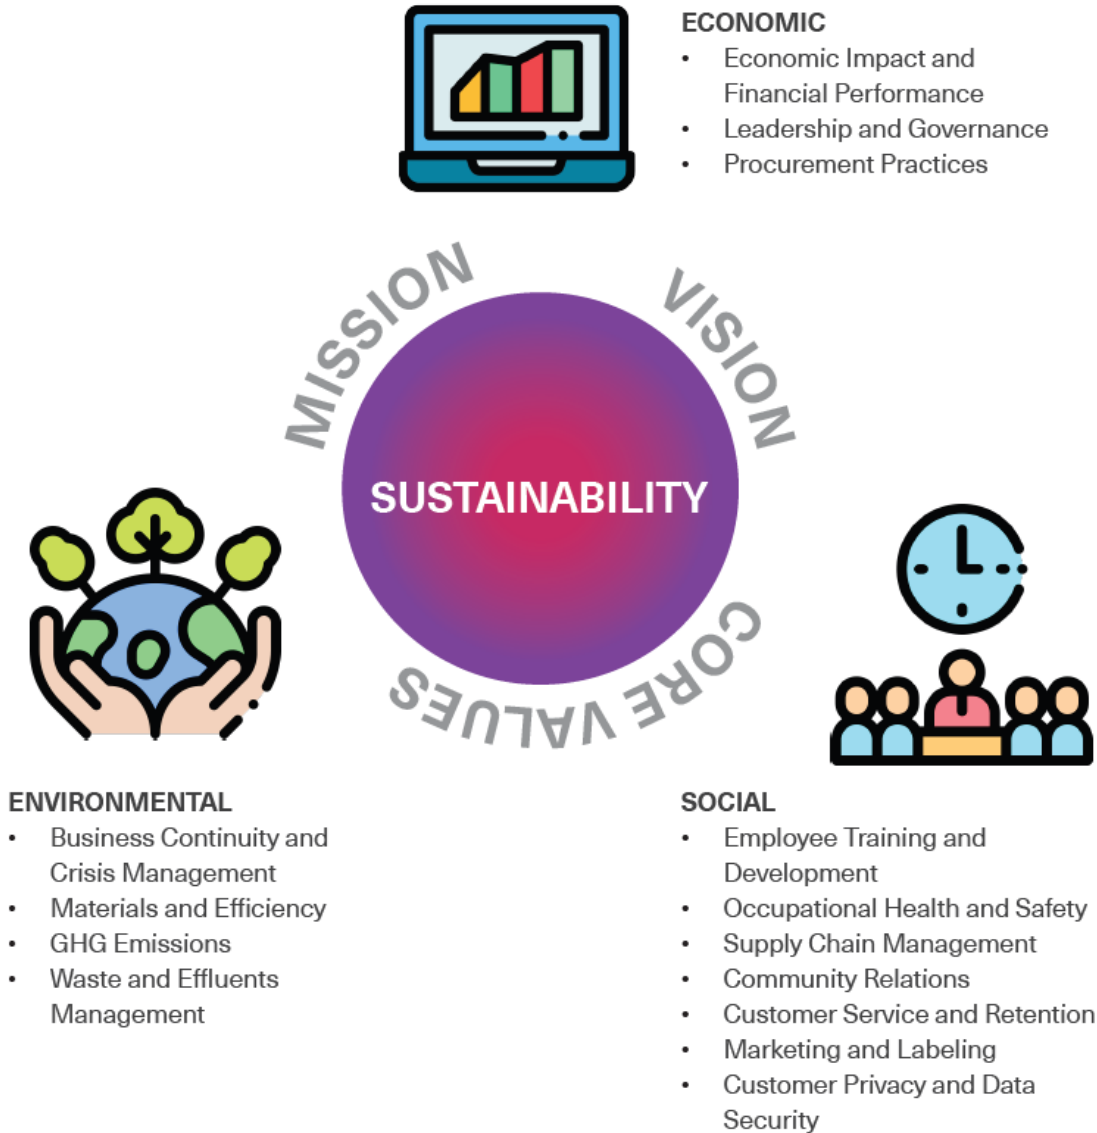 ECONOMIC
• Economic Impact and
Financial Performance
• Leadership and Governance
• Procurement Practices
MISSION
VISION
SUSTAINABILITY
CORE VALUES
ENVIRONMENTAL
• Business Continuity and
Crisis Management
• Materials and Efficiency
• GHG Emissions
• Waste and Effluents
Management
SOCIAL
• Employee Training and
Development
• Occupational Health and Safety
• Supply Chain Management
• Community Relations
• Customer Service and Retention
• Marketing and Labeling
• Customer Privacy and Data
Security